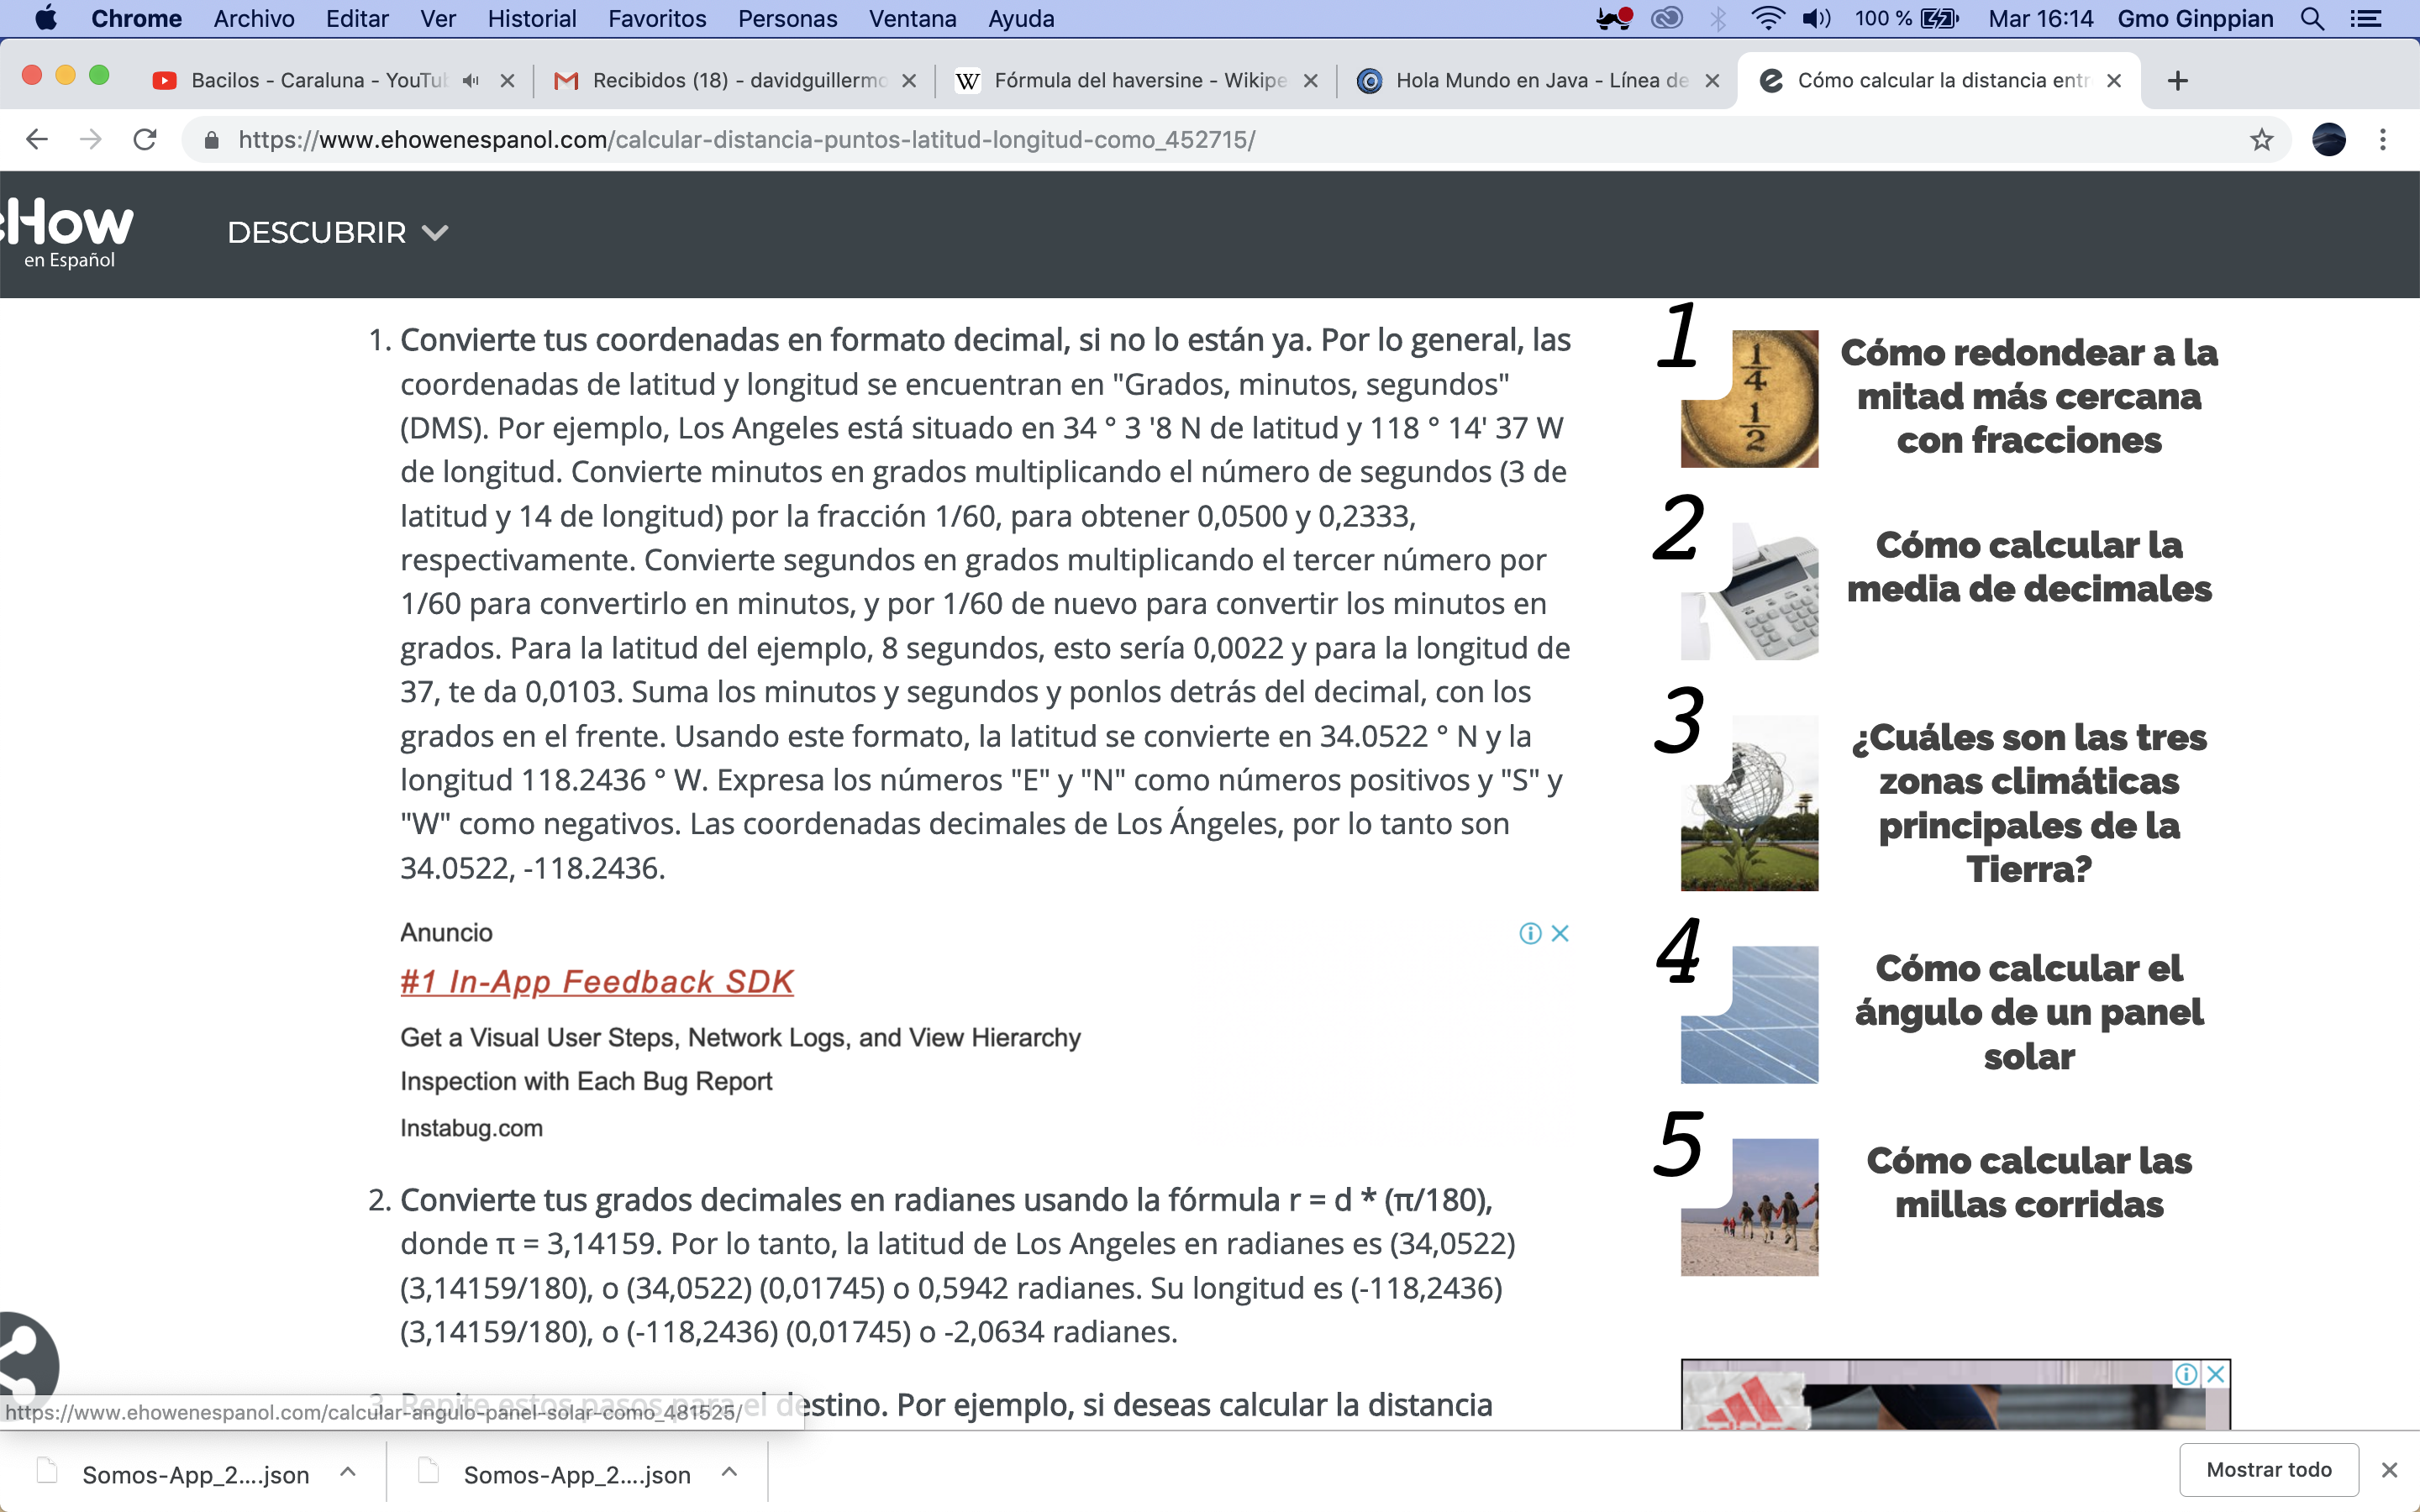 Chrome Archivo Editar Ver Historial Favoritos Personas Ventana Ayuda 100 % Mar 16:14 Gmo Ginppian
Bacilos - Caraluna - YouTu Recibidos (18) - davidguillermo Fórmula del haversine - Wikipe Hola Mundo en Java - Línea de Cómo calcular la distancia entr
https://www.ehowenespanol.com/calcular-distancia-puntos-latitud-longitud-como_452715/
eHow
en Español
DESCUBRIR
1. Convierte tus coordenadas en formato decimal, si no lo están ya. Por lo general, las
coordenadas de latitud y longitud se encuentran en "Grados, minutos, segundos"
(DMS). Por ejemplo, Los Angeles está situado en 34 ° 3 '8 N de latitud y 118 ° 14' 37 W
de longitud. Convierte minutos en grados multiplicando el número de segundos (3 de
latitud y 14 de longitud) por la fracción 1/60, para obtener 0,0500 y 0,2333,
respectivamente. Convierte segundos en grados multiplicando el tercer número por
1/60 para convertirlo en minutos, y por 1/60 de nuevo para convertir los minutos en
grados. Para la latitud del ejemplo, 8 segundos, esto sería 0,0022 y para la longitud de
37, te da 0,0103. Suma los minutos y segundos y ponlos detrás del decimal, con los
grados en el frente. Usando este formato, la latitud se convierte en 34.0522 ° N y la
longitud 118.2436 ° W. Expresa los números "E" y "N" como números positivos y "S" y
"W" como negativos. Las coordenadas decimales de Los Ángeles, por lo tanto son
34.0522, -118.2436.
Anuncio
#1 In-App Feedback SDK
Get a Visual User Steps, Network Logs, and View Hierarchy
Inspection with Each Bug Report
Instabug.com
2. Convierte tus grados decimales en radianes usando la fórmula r = d * (π/180),
donde π = 3,14159. Por lo tanto, la latitud de Los Angeles en radianes es (34,0522)
(3,14159/180), o (34,0522) (0,01745) o 0,5942 radianes. Su longitud es (-118,2436)
(3,14159/180), o (-118,2436) (0,01745) o -2,0634 radianes.
3. Repite estos pasos para el destino. Por ejemplo, si deseas calcular la distancia
https://www.ehowenespanol.com/calcular-angulo-panel-solar-como_481525/
1
1/4
1/2
Cómo redondear a la
mitad más cercana
con fracciones
2
Cómo calcular la
media de decimales
3
¿Cuáles son las tres
zonas climáticas
principales de la
Tierra?
4
Cómo calcular el
ángulo de un panel
solar
5
Cómo calcular las
millas corridas
Somos-App_2....json Somos-App_2....json Mostrar todo